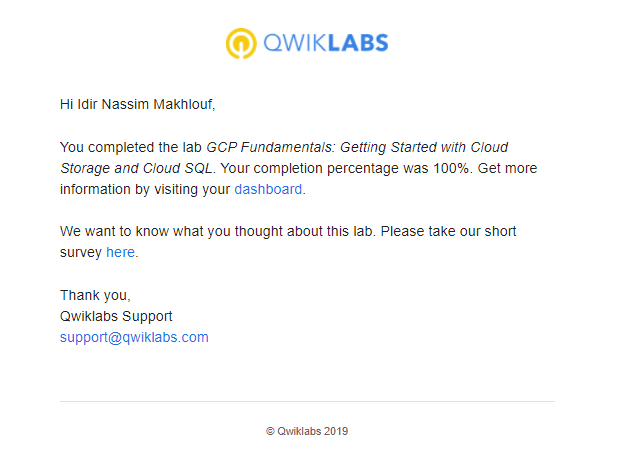 QWIKLABS
Hi Idir Nassim Makhlouf,
You completed the lab GCP Fundamentals: Getting Started with Cloud
Storage and Cloud SQL. Your completion percentage was 100%. Get more
information by visiting your dashboard.
We want to know what you thought about this lab. Please take our short
survey here.
Thank you,
Qwiklabs Support
support@qwiklabs.com
© Qwiklabs 2019